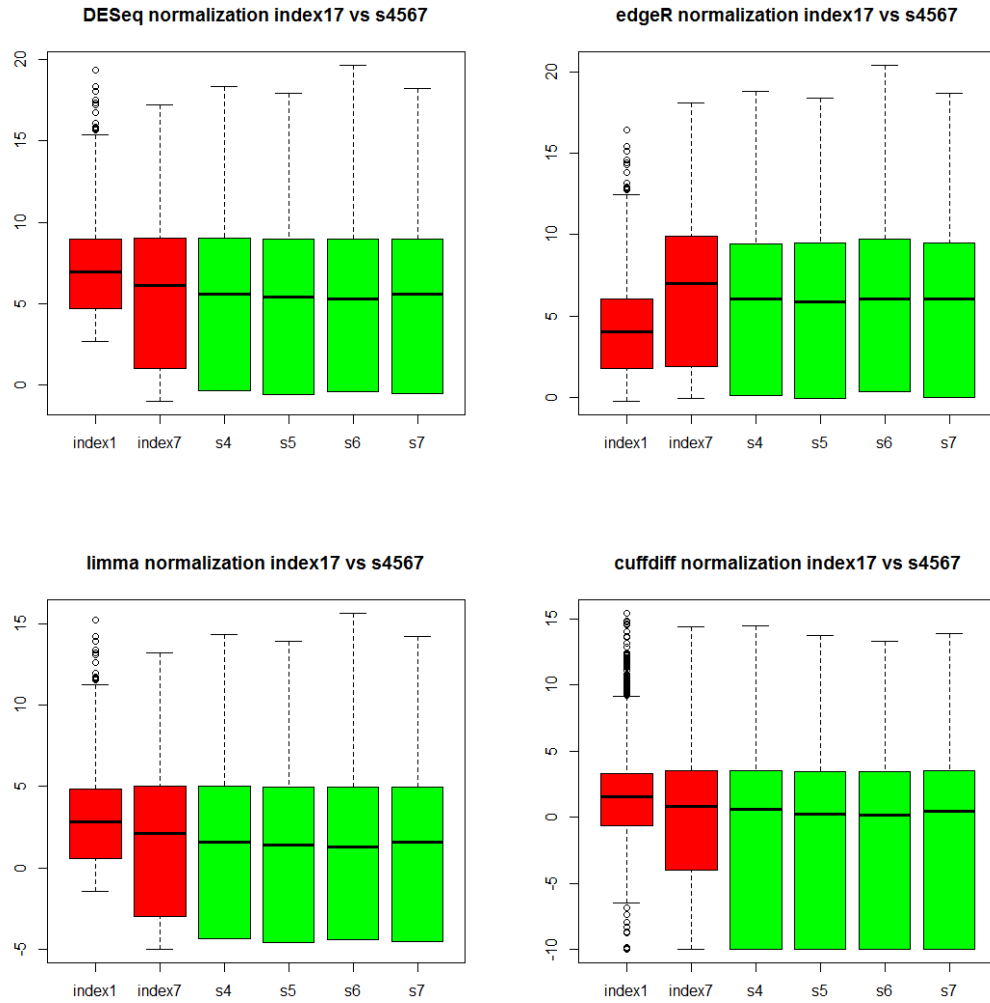 DESeq normalization index17 vs s4567
20
15
10
5
0
index1 index7 s4 s5 s6 s7
edgeR normalization index17 vs s4567
20
15
10
5
0
index1 index7 s4 s5 s6 s7
limma normalization index17 vs s4567
10
5
0
-5
index1 index7 s4 s5 s6 s7
cuffdiff normalization index17 vs s4567
15
10
5
0
-5
-10
index1 index7 s4 s5 s6 s7